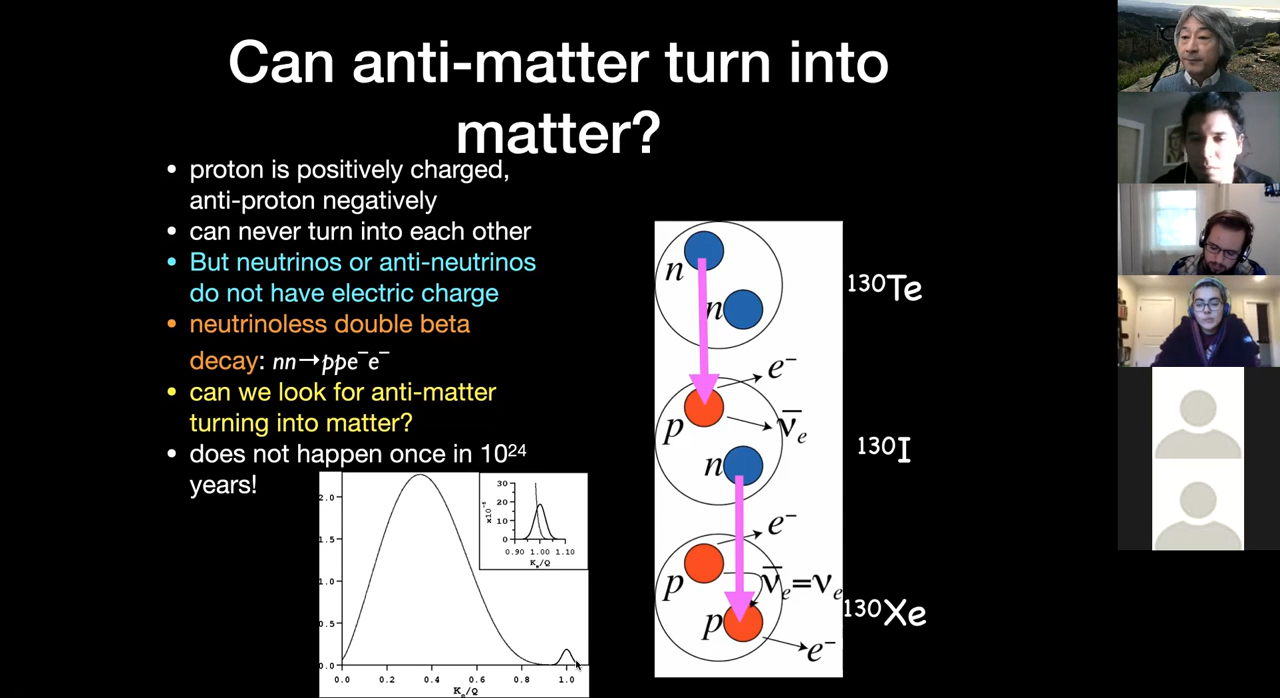 Can anti-matter turn into
matter?
• proton is positively charged,
anti-proton negatively
• can never turn into each other
• But neutrinos or anti-neutrinos
do not have electric charge
• neutrinoless double beta
decay: nn→ppe⁻e⁻
• can we look for anti-matter
turning into matter?
• does not happen once in 10²⁴
years!
n
n
¹³⁰Te
e⁻
p
ν̅ₑ
n
¹³⁰I
e⁻
p
ν̅ₑ=νₑ
p
e⁻
¹³⁰Xe
2.0
1.5
1.0
0.5
0.0
0.0 0.2 0.4 0.6 0.8 1.0
Kₑ/Q
30
20
10
0
x10⁻⁶
0.90 1.00 1.10
Kₑ/Q